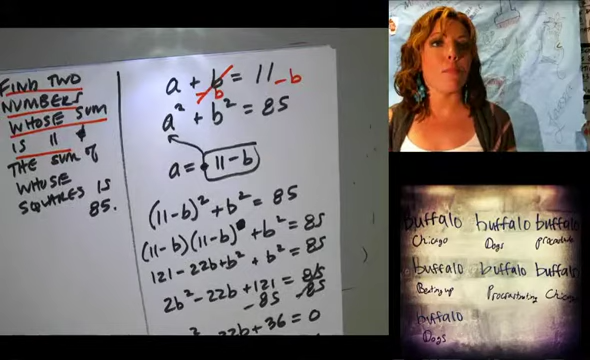 FIND TWO
NUMBERS
WHOSE SUM
IS 11 &
THE SUM OF
WHOSE
SQUARES IS
85.
a + b = 11 - b
- b
a² + b² = 85
a = 11 - b
(11-b)² + b² = 85
(11-b)(11-b) + b² = 85
121 - 22b + b² + b² = 85
2b² - 22b + 121 = 85
- 85 - 85
22b + 36 = 0
buffalo buffalo buffalo
Chicago Dogs
buffalo buffalo buffalo
Beating up Procrastinating Chicago
buffalo
Dogs